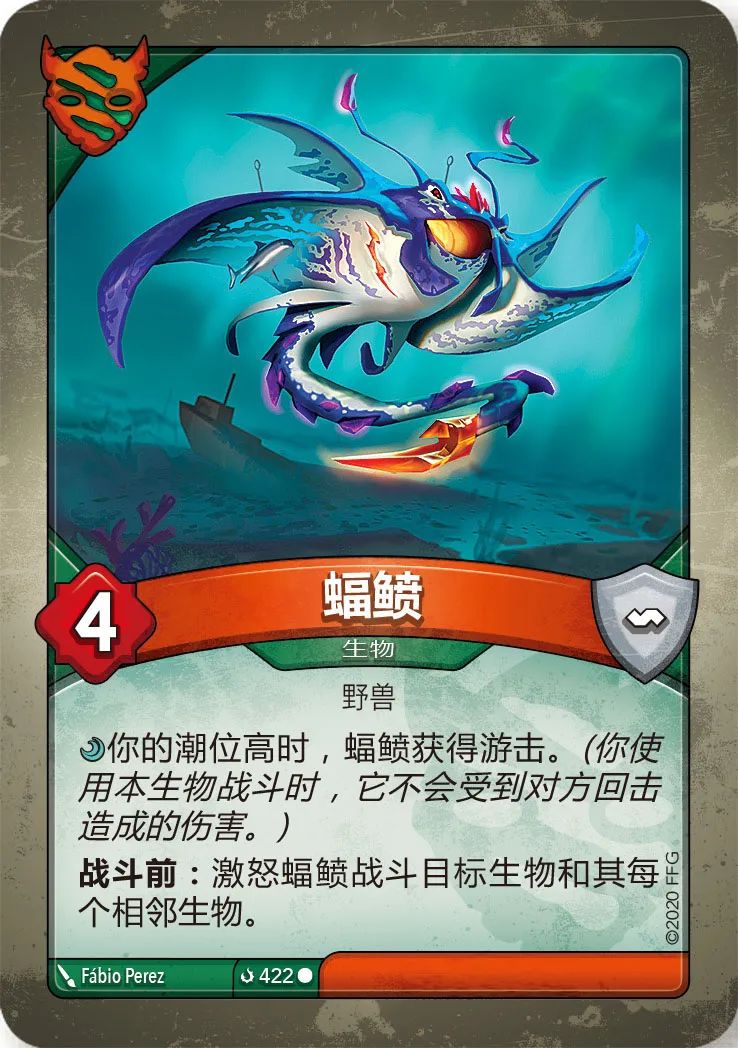 蝠鲼
4
生物
野兽
你的潮位高时，蝠鲼获得游击。(你使
用本生物战斗时，它不会受到对方回击
造成的伤害。)
战斗前：激怒蝠鲼战斗目标生物和其每
个相邻生物。
©2020 FFG
Fábio Perez
422